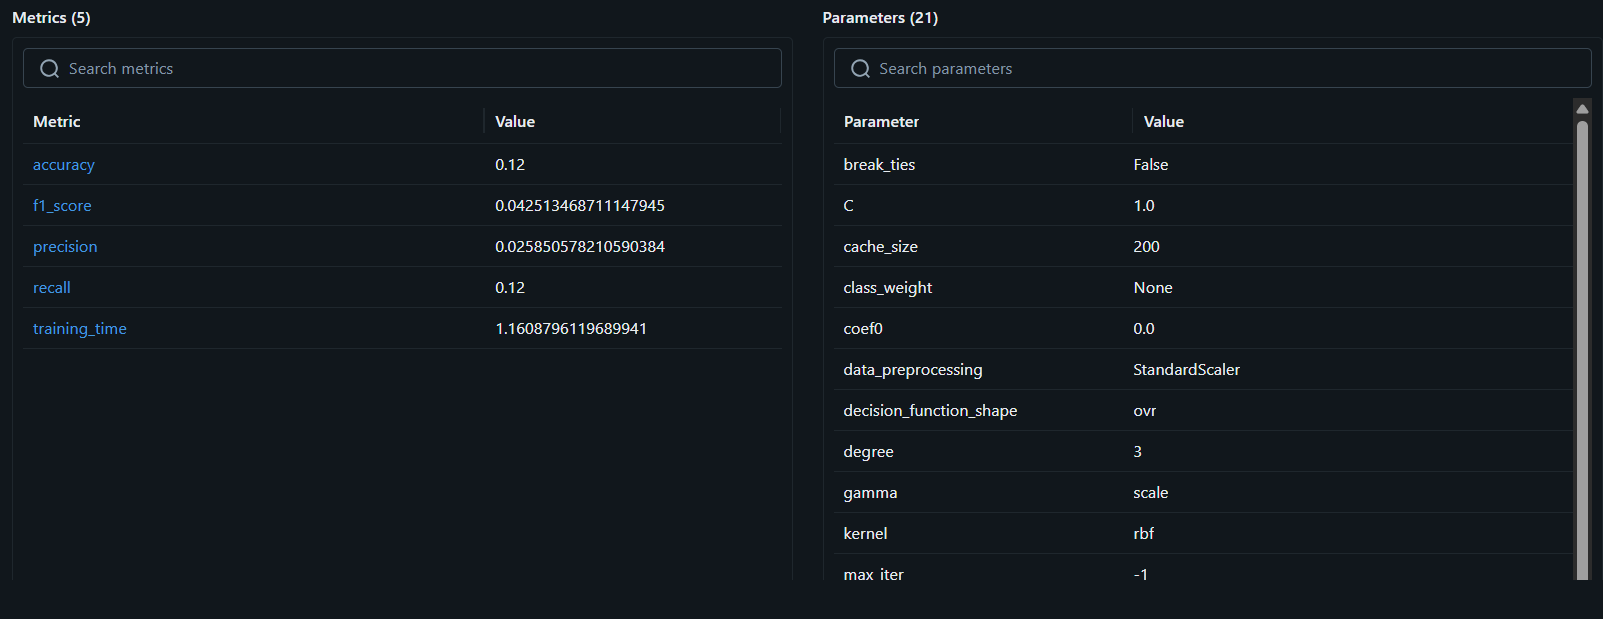 Metrics (5)
Search metrics
Metric Value
accuracy 0.12
f1_score 0.042513468711147945
precision 0.025850578210590384
recall 0.12
training_time 1.1608796119689941
Parameters (21)
Search parameters
Parameter Value
break_ties False
C 1.0
cache_size 200
class_weight None
coef0 0.0
data_preprocessing StandardScaler
decision_function_shape ovr
degree 3
gamma scale
kernel rbf
max_iter -1